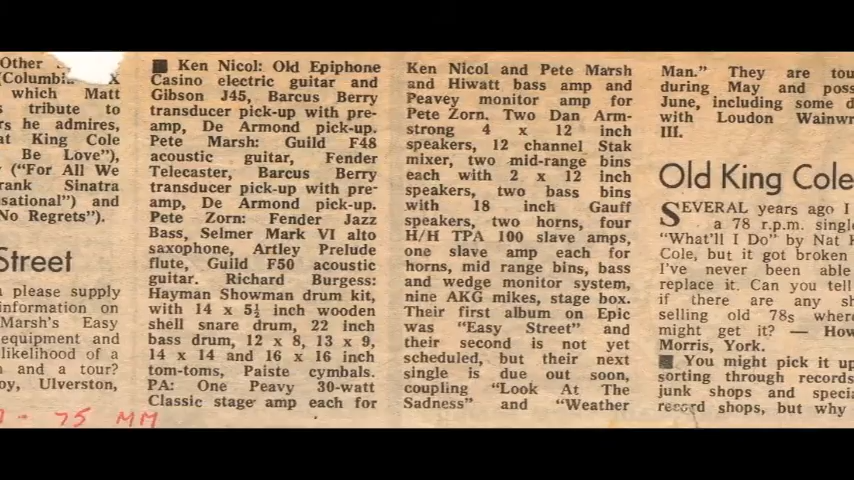 Other
(Columbia X
which Matt
s tribute to
rs he admires,
at King Cole
Be Love"),
("For All We
rank Sinatra
sational") and
No Regrets").
Street
please supply
information on
Marsh's Easy
equipment and
likelihood of a
and a tour?
oy, Ulverston,
- 75 MM
■ Ken Nicol: Old Epiphone
Casino electric guitar and
Gibson J45, Barcus Berry
transducer pick-up with pre-
amp, De Armond pick-up.
Pete Marsh: Guild F48
acoustic guitar, Fender
Telecaster, Barcus Berry
transducer pick-up with pre-
amp, De Armond pick-up.
Pete Zorn: Fender Jazz
Bass, Selmer Mark VI alto
saxophone, Artley Prelude
flute, Guild F50 acoustic
guitar. Richard Burgess:
Hayman Showman drum kit,
with 14 x 5½ inch wooden
shell snare drum, 22 inch
bass drum, 12 x 8, 13 x 9,
14 x 14 and 16 x 16 inch
tom-toms, Paiste cymbals.
PA: One Peavy 30-watt
Classic stage amp each for
Ken Nicol and Pete Marsh
and Hiwatt bass amp and
Peavey monitor amp for
Pete Zorn. Two Dan Arm-
strong 4 x 12 inch
speakers, 12 channel Stak
mixer, two mid-range bins
each with 2 x 12 inch
speakers, two bass bins
with 18 inch Gauff
speakers, two horns, four
H/H TPA 100 slave amps,
one slave amp each for
horns, mid range bins, bass
and wedge monitor system,
nine AKG mikes, stage box.
Their first album on Epic
was "Easy Street" and
their second is not yet
scheduled, but their next
single is due out soon,
coupling "Look At The
Sadness" and "Weather
Man." They are tou
during May and poss
June, including some d
with Loudon Wainwr
III.
Old King Cole
SEVERAL years ago I
a 78 r.p.m. single
"What'll I Do" by Nat K
Cole, but it got broken
I've never been able
replace it. Can you tell
if there are any sh
selling old 78s where
might get it? — How
Morris, York.
■ You might pick it up
sorting through records
junk shops and specia
record shops, but why